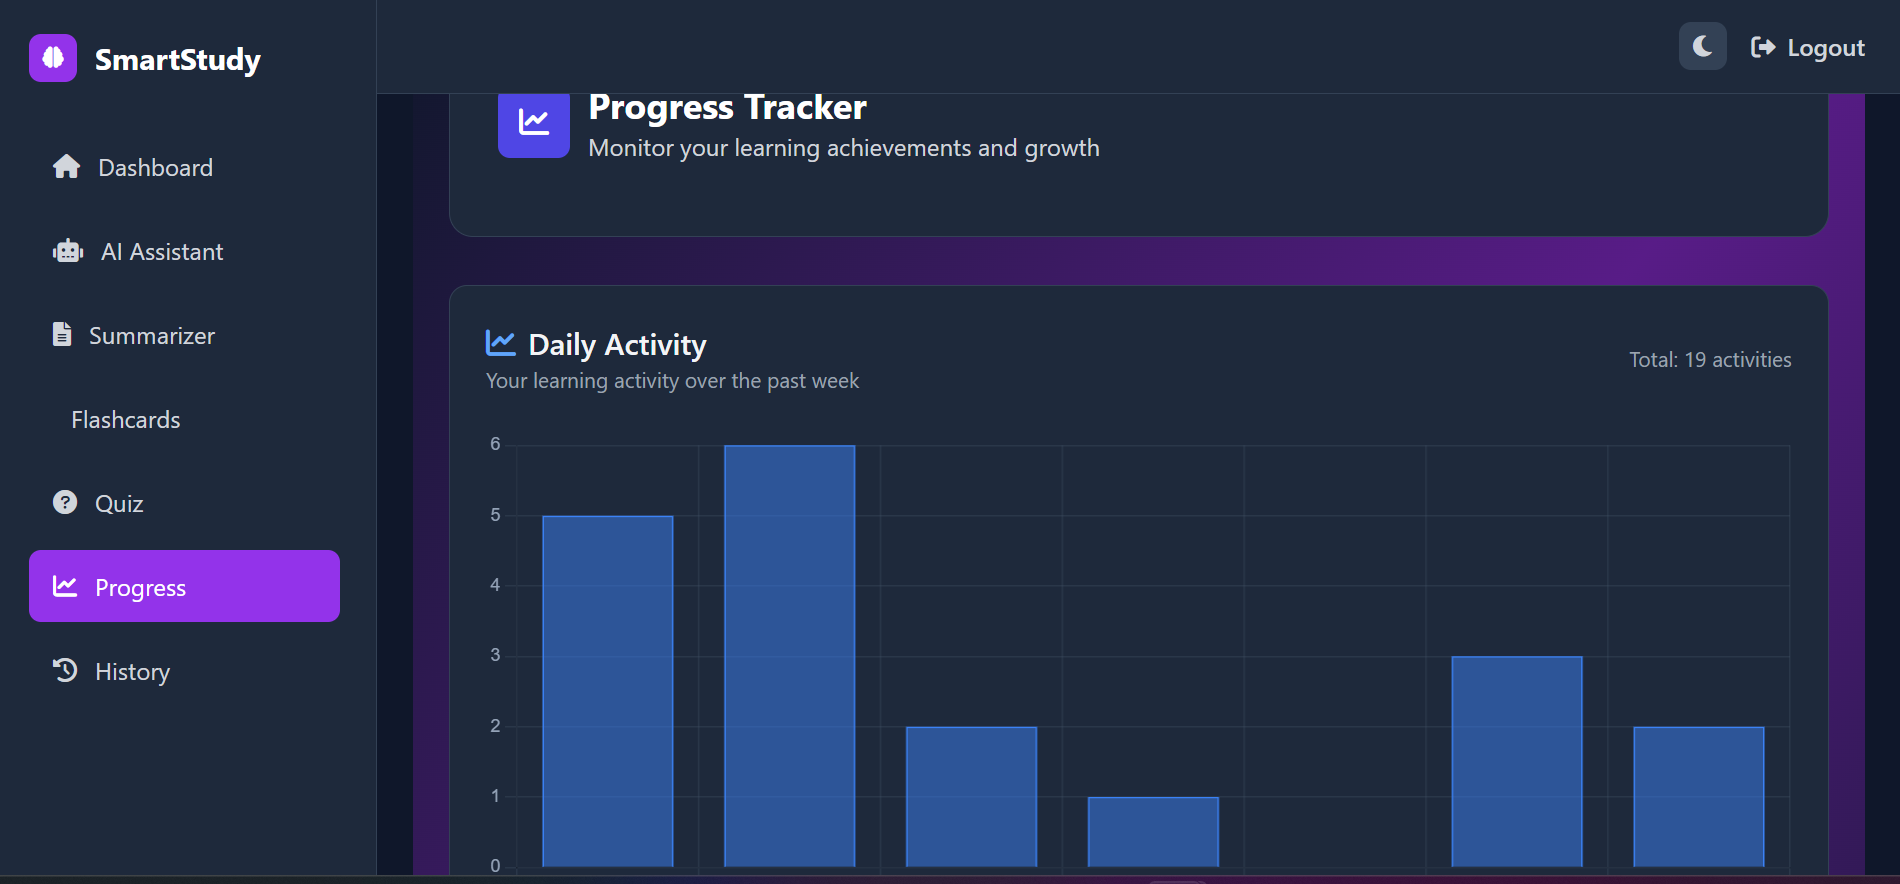 SmartStudy
Dashboard
AI Assistant
Summarizer
Flashcards
Quiz
Progress
History
Logout
Progress Tracker
Monitor your learning achievements and growth
Daily Activity
Your learning activity over the past week
Total: 19 activities
6
5
4
3
2
1
0